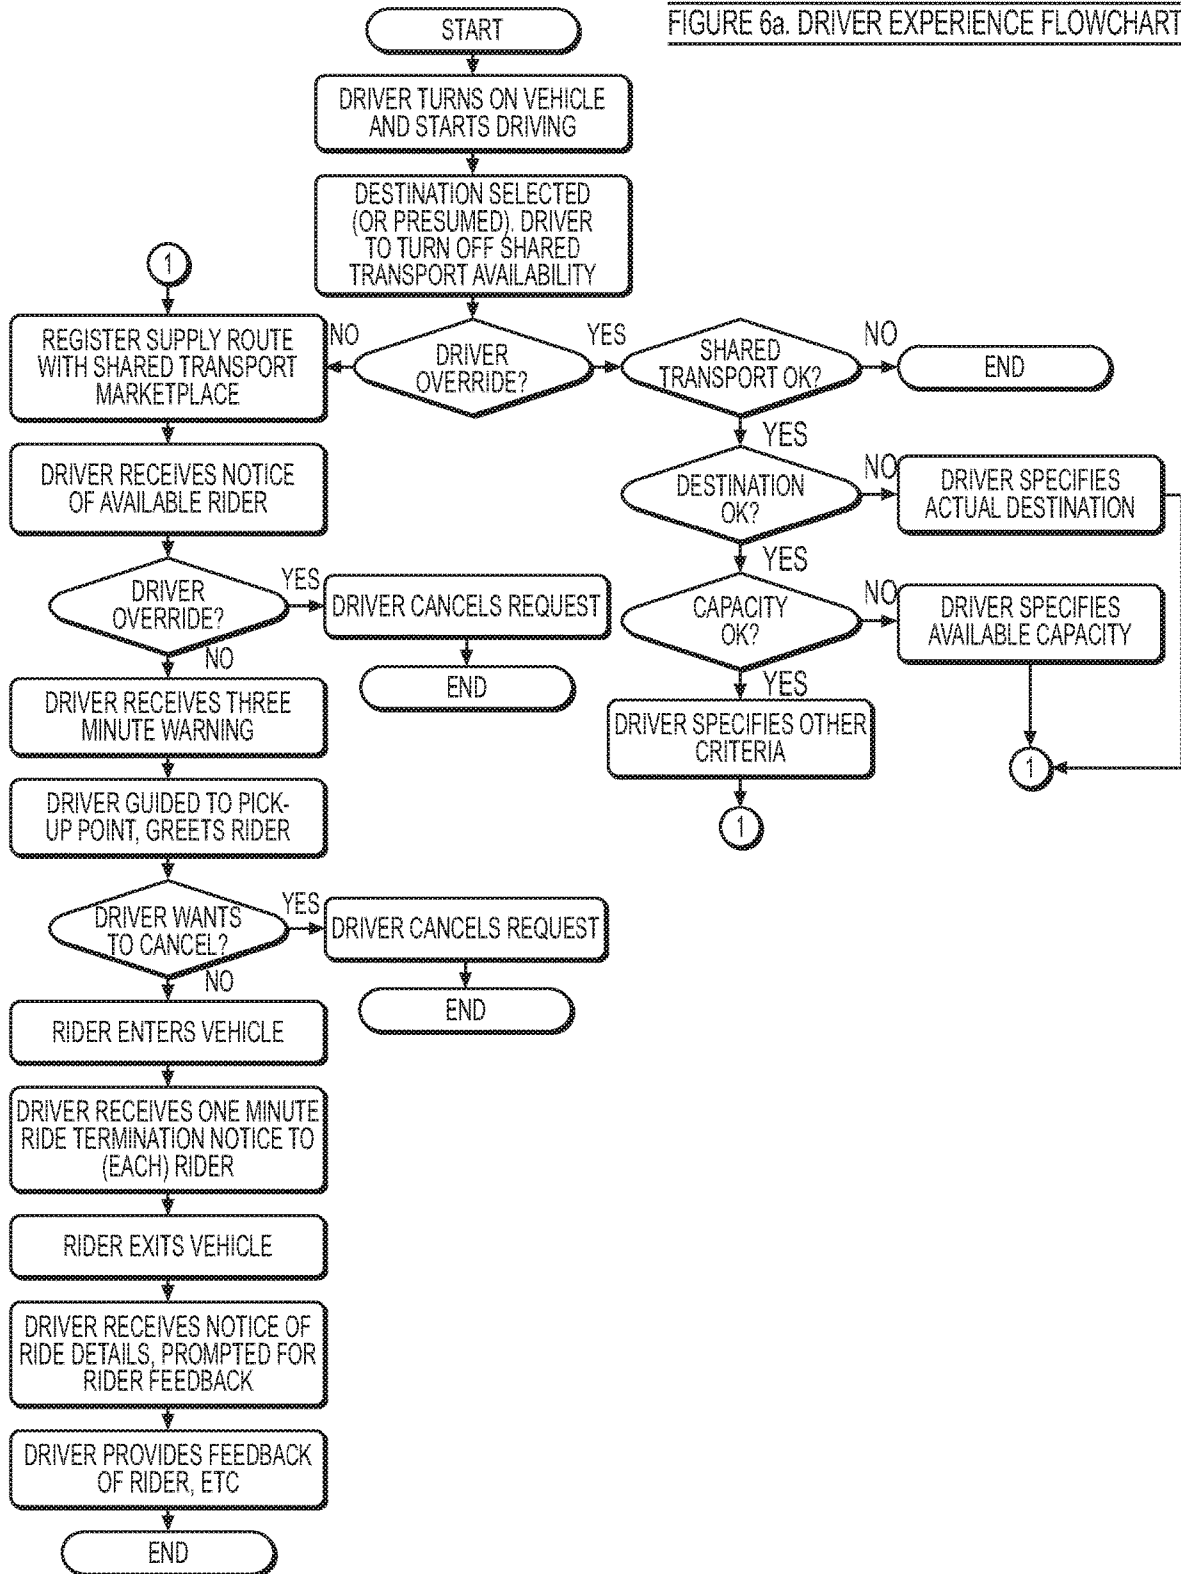 FIGURE 6a. DRIVER EXPERIENCE FLOWCHART
START
DRIVER TURNS ON VEHICLE
AND STARTS DRIVING
DESTINATION SELECTED
(OR PRESUMED). DRIVER
TO TURN OFF SHARED
TRANSPORT AVAILABILITY
1
REGISTER SUPPLY ROUTE
WITH SHARED TRANSPORT
MARKETPLACE
NO
DRIVER
OVERRIDE?
YES
SHARED
TRANSPORT OK?
NO
END
YES
DRIVER RECEIVES NOTICE
OF AVAILABLE RIDER
DESTINATION
OK?
NO
DRIVER SPECIFIES
ACTUAL DESTINATION
YES
DRIVER
OVERRIDE?
YES
DRIVER CANCELS REQUEST
END
NO
CAPACITY
OK?
NO
DRIVER SPECIFIES
AVAILABLE CAPACITY
YES
DRIVER SPECIFIES OTHER
CRITERIA
1
1
DRIVER RECEIVES THREE
MINUTE WARNING
DRIVER GUIDED TO PICK-
UP POINT, GREETS RIDER
DRIVER WANTS
TO CANCEL?
YES
DRIVER CANCELS REQUEST
END
NO
RIDER ENTERS VEHICLE
DRIVER RECEIVES ONE MINUTE
RIDE TERMINATION NOTICE TO
(EACH) RIDER
RIDER EXITS VEHICLE
DRIVER RECEIVES NOTICE OF
RIDE DETAILS, PROMPTED FOR
RIDER FEEDBACK
DRIVER PROVIDES FEEDBACK
OF RIDER, ETC
END